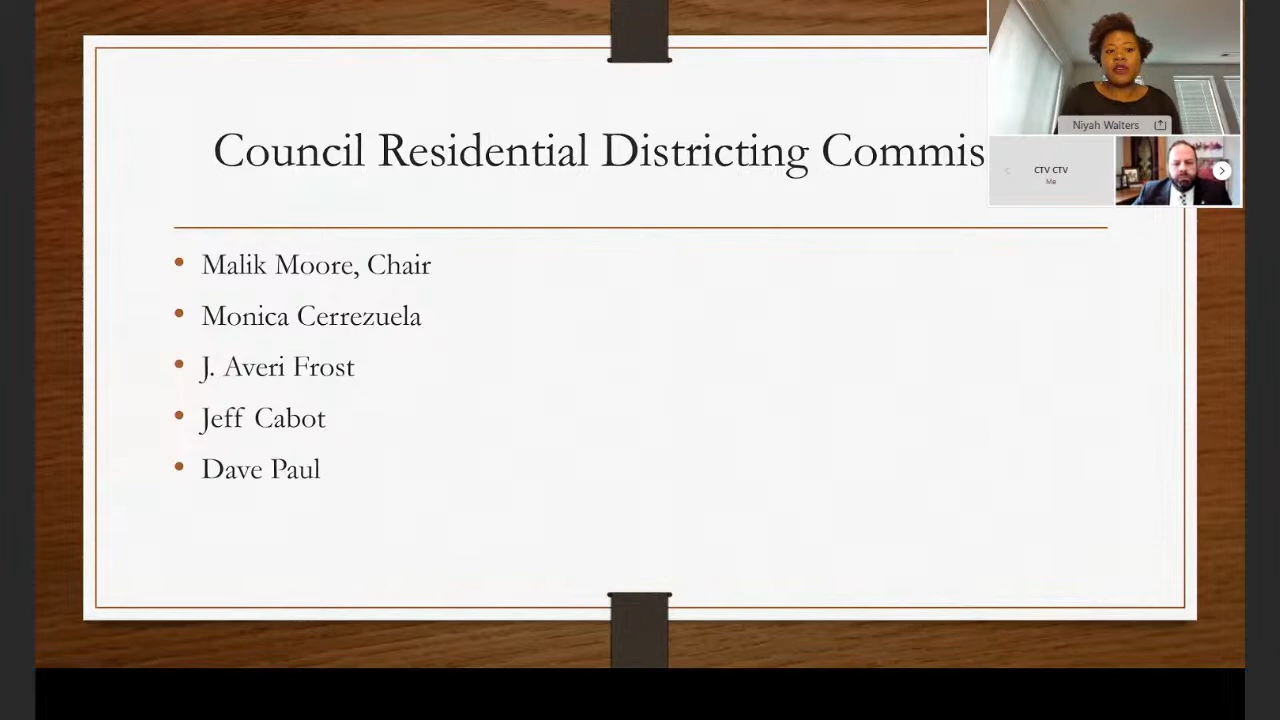 Council Residential Districting Commis
Malik Moore, Chair
Monica Cerrezuela
J. Averi Frost
Jeff Cabot
Dave Paul
Niyah Walters
CTV CTV
Me